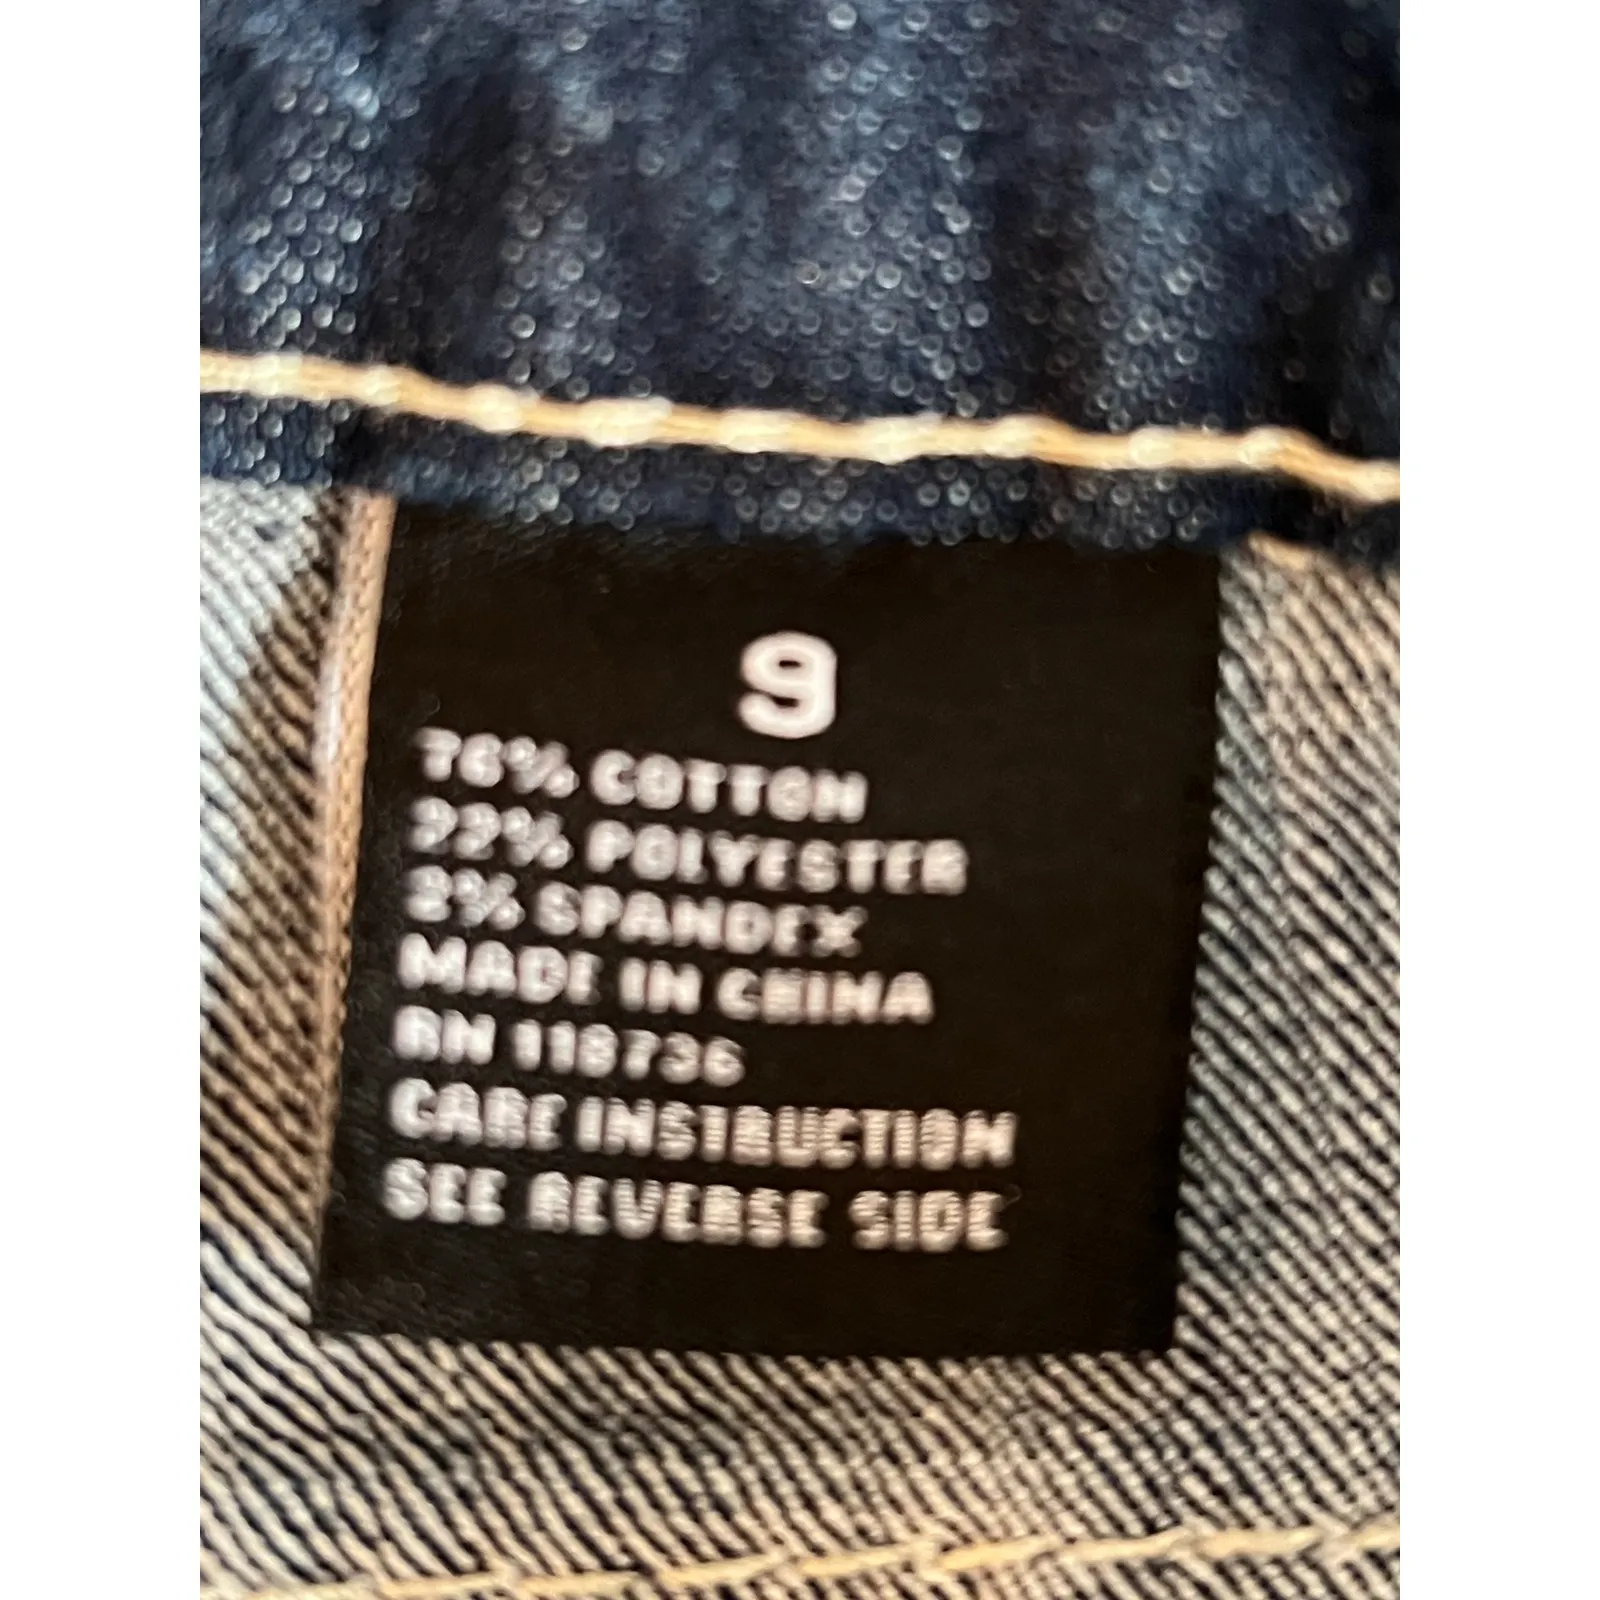 9
76% COTTON
22% POLYESTER
2% SPANDEX
MADE IN CHINA
RN 118736
CARE INSTRUCTION
SEE REVERSE SIDE